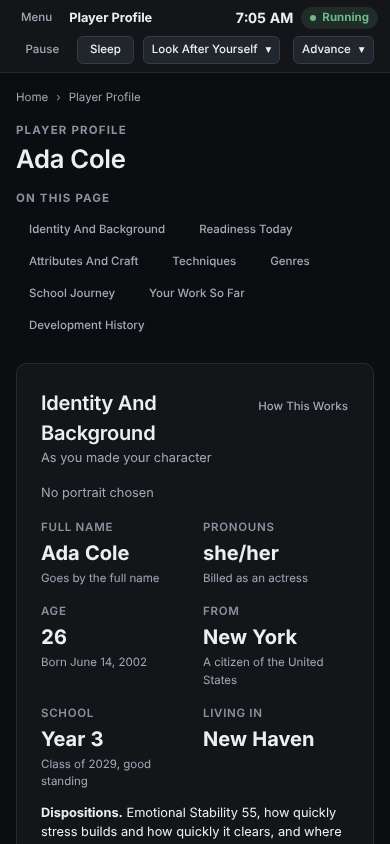 Menu Player Profile 7:05 AM Running
Pause Sleep Look After Yourself ▾ Advance ▾
Home › Player Profile
PLAYER PROFILE
Ada Cole
ON THIS PAGE
Identity And Background Readiness Today
Attributes And Craft Techniques Genres
School Journey Your Work So Far
Development History
Identity And
Background
How This Works
As you made your character
No portrait chosen
FULL NAME PRONOUNS
Ada Cole she/her
Goes by the full name Billed as an actress
AGE FROM
26 New York
Born June 14, 2002 A citizen of the United
States
SCHOOL LIVING IN
Year 3 New Haven
Class of 2029, good
standing
Dispositions. Emotional Stability 55, how quickly
stress builds and how quickly it clears, and where